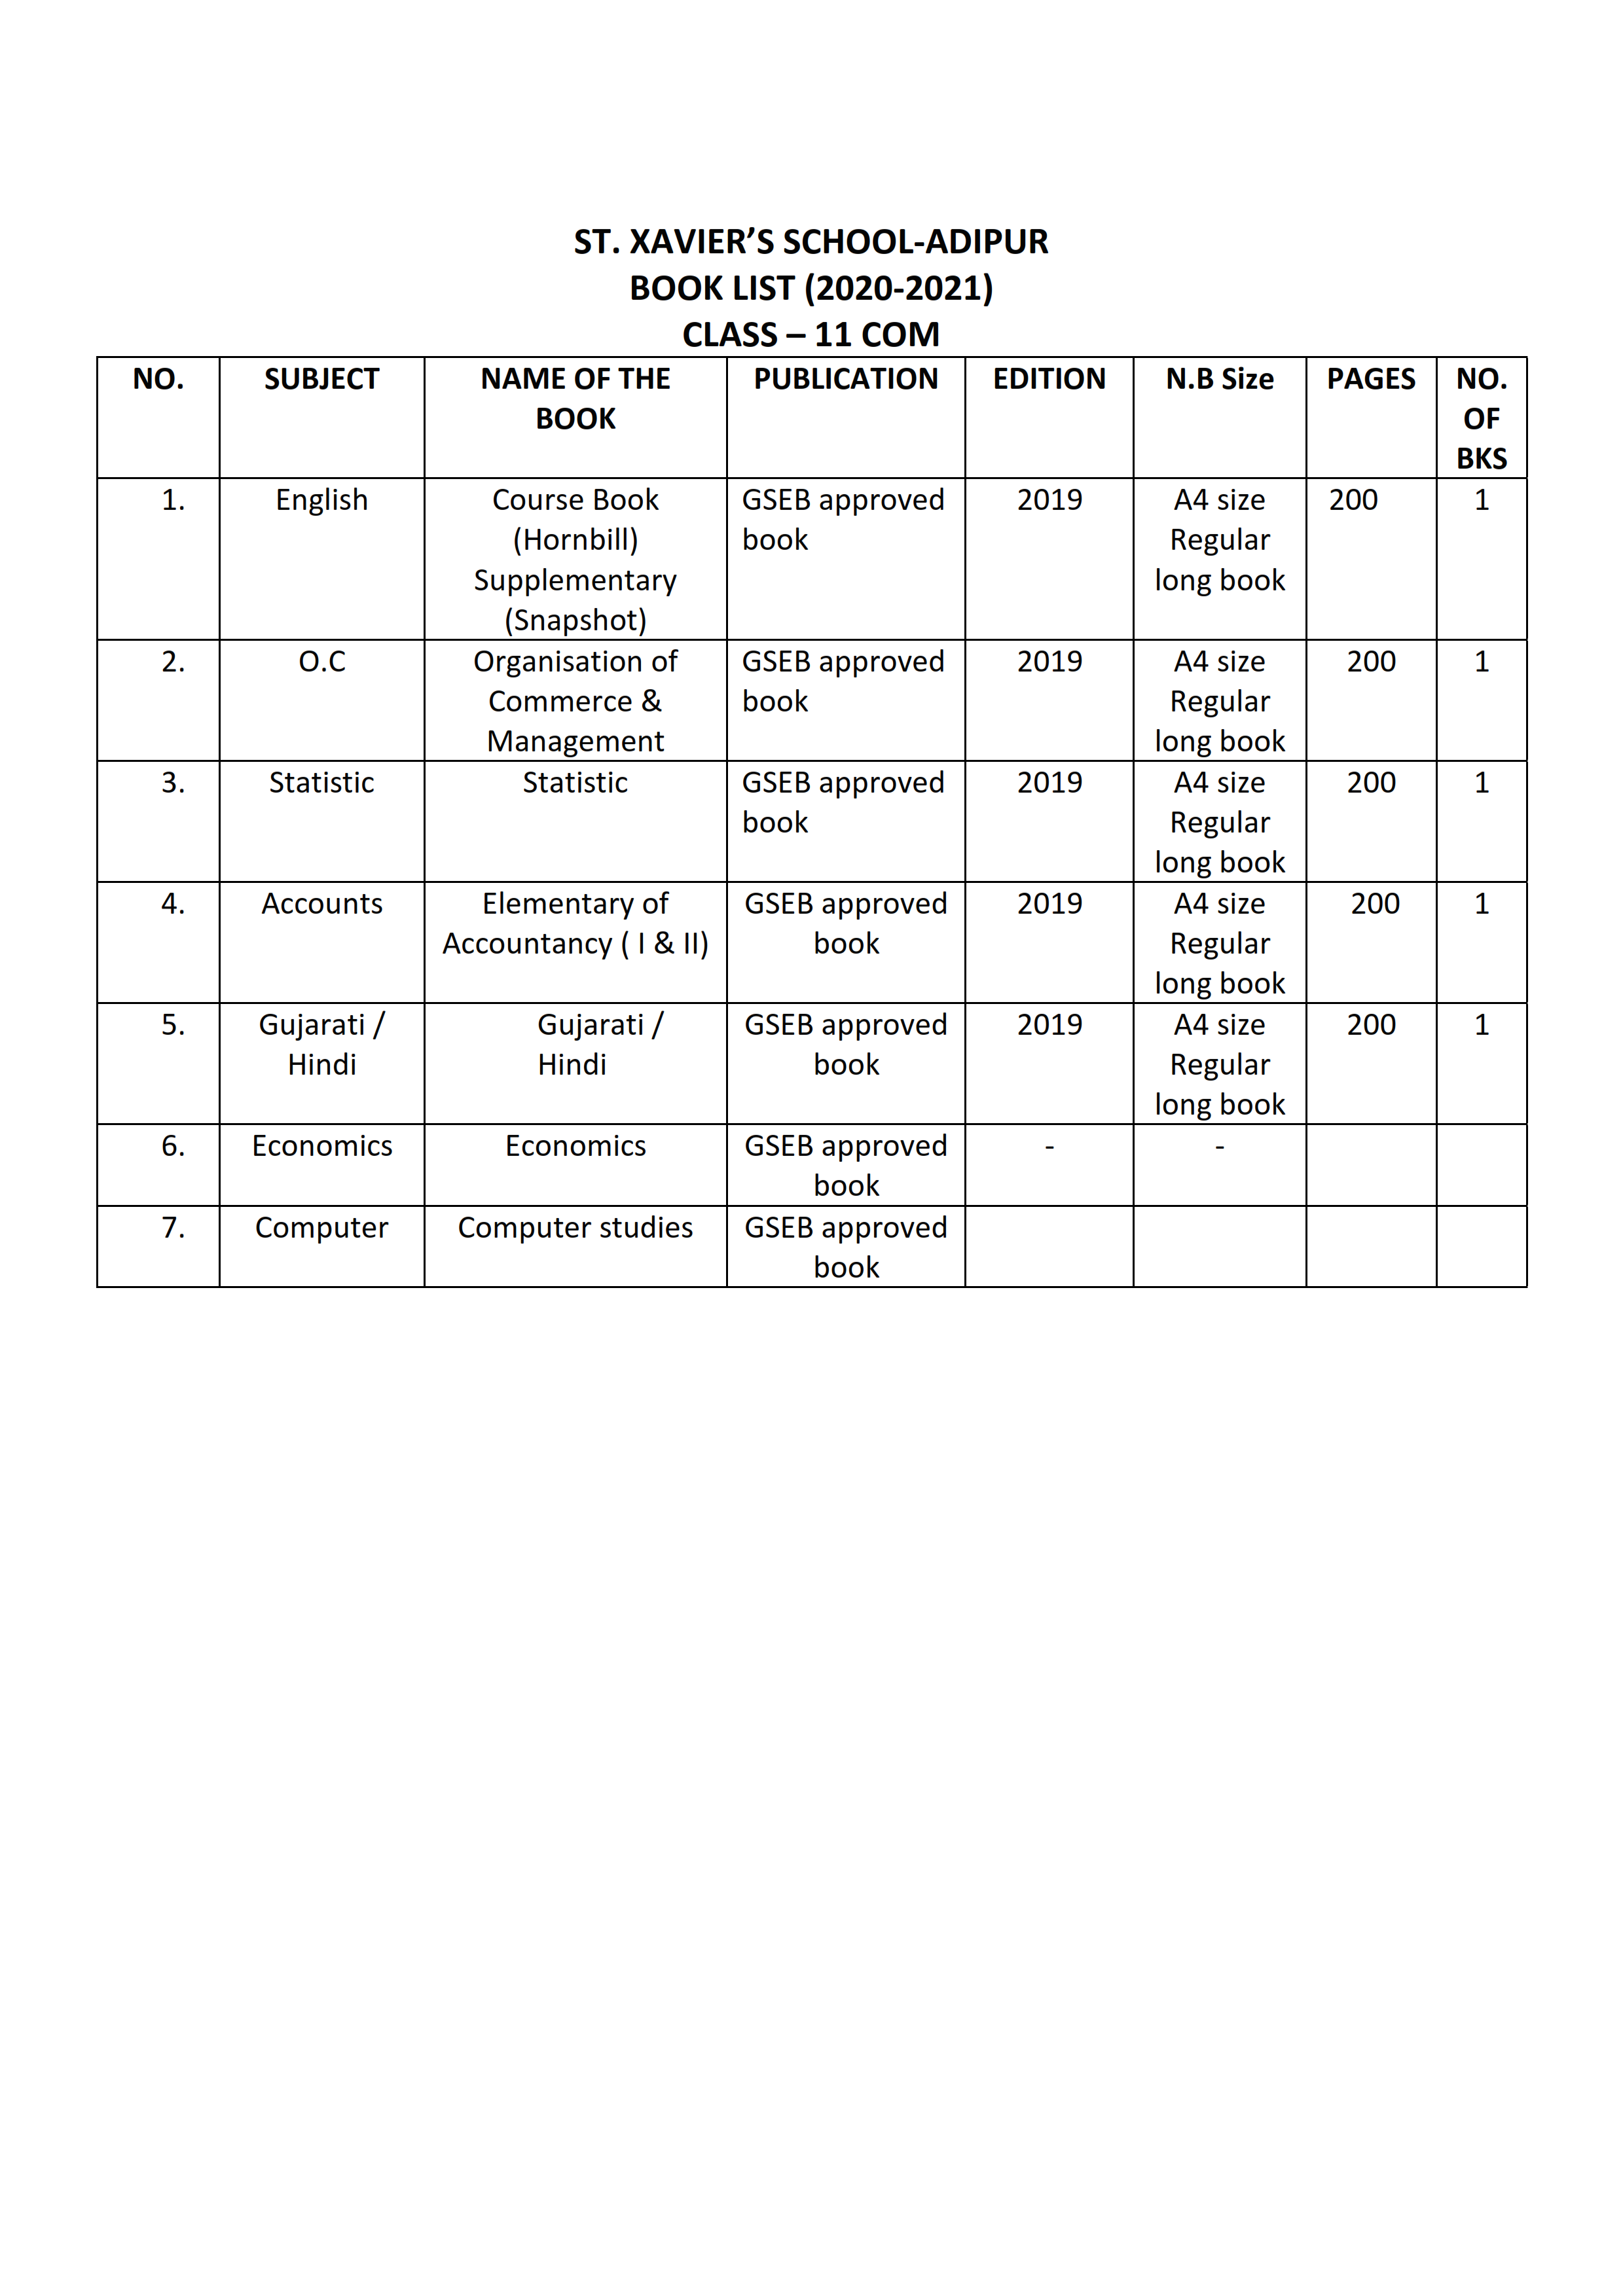 ST. XAVIER’S SCHOOL-ADIPUR
BOOK LIST (2020-2021)
CLASS – 11 COM
NO. SUBJECT NAME OF THE PUBLICATION EDITION N.B Size PAGES NO.
BOOK OF
BKS
1. English Course Book GSEB approved 2019 A4 size 200 1
(Hornbill) book Regular
Supplementary long book
(Snapshot)
2. O.C Organisation of GSEB approved 2019 A4 size 200 1
Commerce & book Regular
Management long book
3. Statistic Statistic GSEB approved 2019 A4 size 200 1
book Regular
long book
4. Accounts Elementary of GSEB approved 2019 A4 size 200 1
Accountancy ( I & II) book Regular
long book
5. Gujarati / Gujarati / GSEB approved 2019 A4 size 200 1
Hindi Hindi book Regular
long book
6. Economics Economics GSEB approved - -
book
7. Computer Computer studies GSEB approved
book